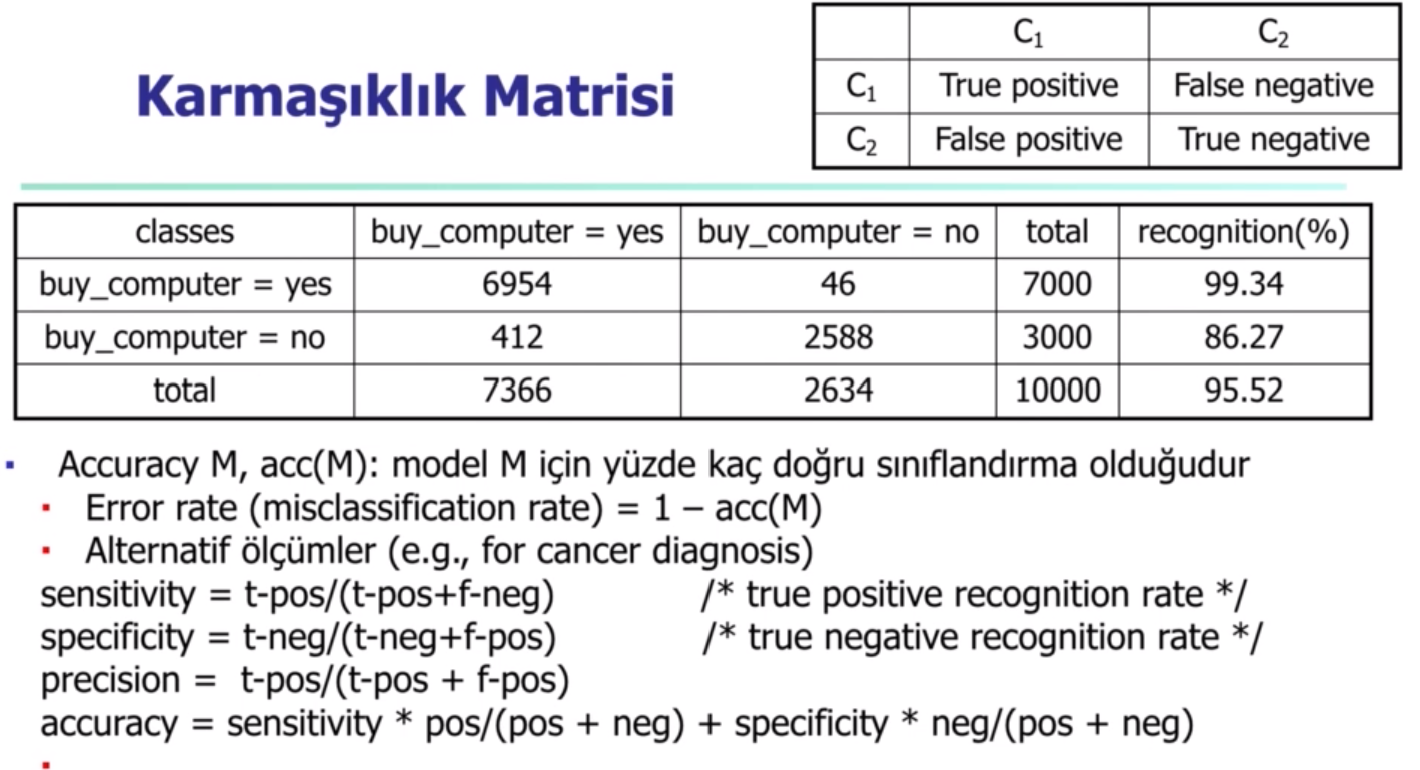 Karmaşıklık Matrisi
C₁ C₂
C₁ True positive False negative
C₂ False positive True negative
classes buy_computer = yes buy_computer = no total recognition(%)
buy_computer = yes 6954 46 7000 99.34
buy_computer = no 412 2588 3000 86.27
total 7366 2634 10000 95.52
Accuracy M, acc(M): model M için yüzde kaç doğru sınıflandırma olduğudur
Error rate (misclassification rate) = 1 – acc(M)
Alternatif ölçümler (e.g., for cancer diagnosis)
sensitivity = t-pos/(t-pos+f-neg) /* true positive recognition rate */
specificity = t-neg/(t-neg+f-pos) /* true negative recognition rate */
precision = t-pos/(t-pos + f-pos)
accuracy = sensitivity * pos/(pos + neg) + specificity * neg/(pos + neg)